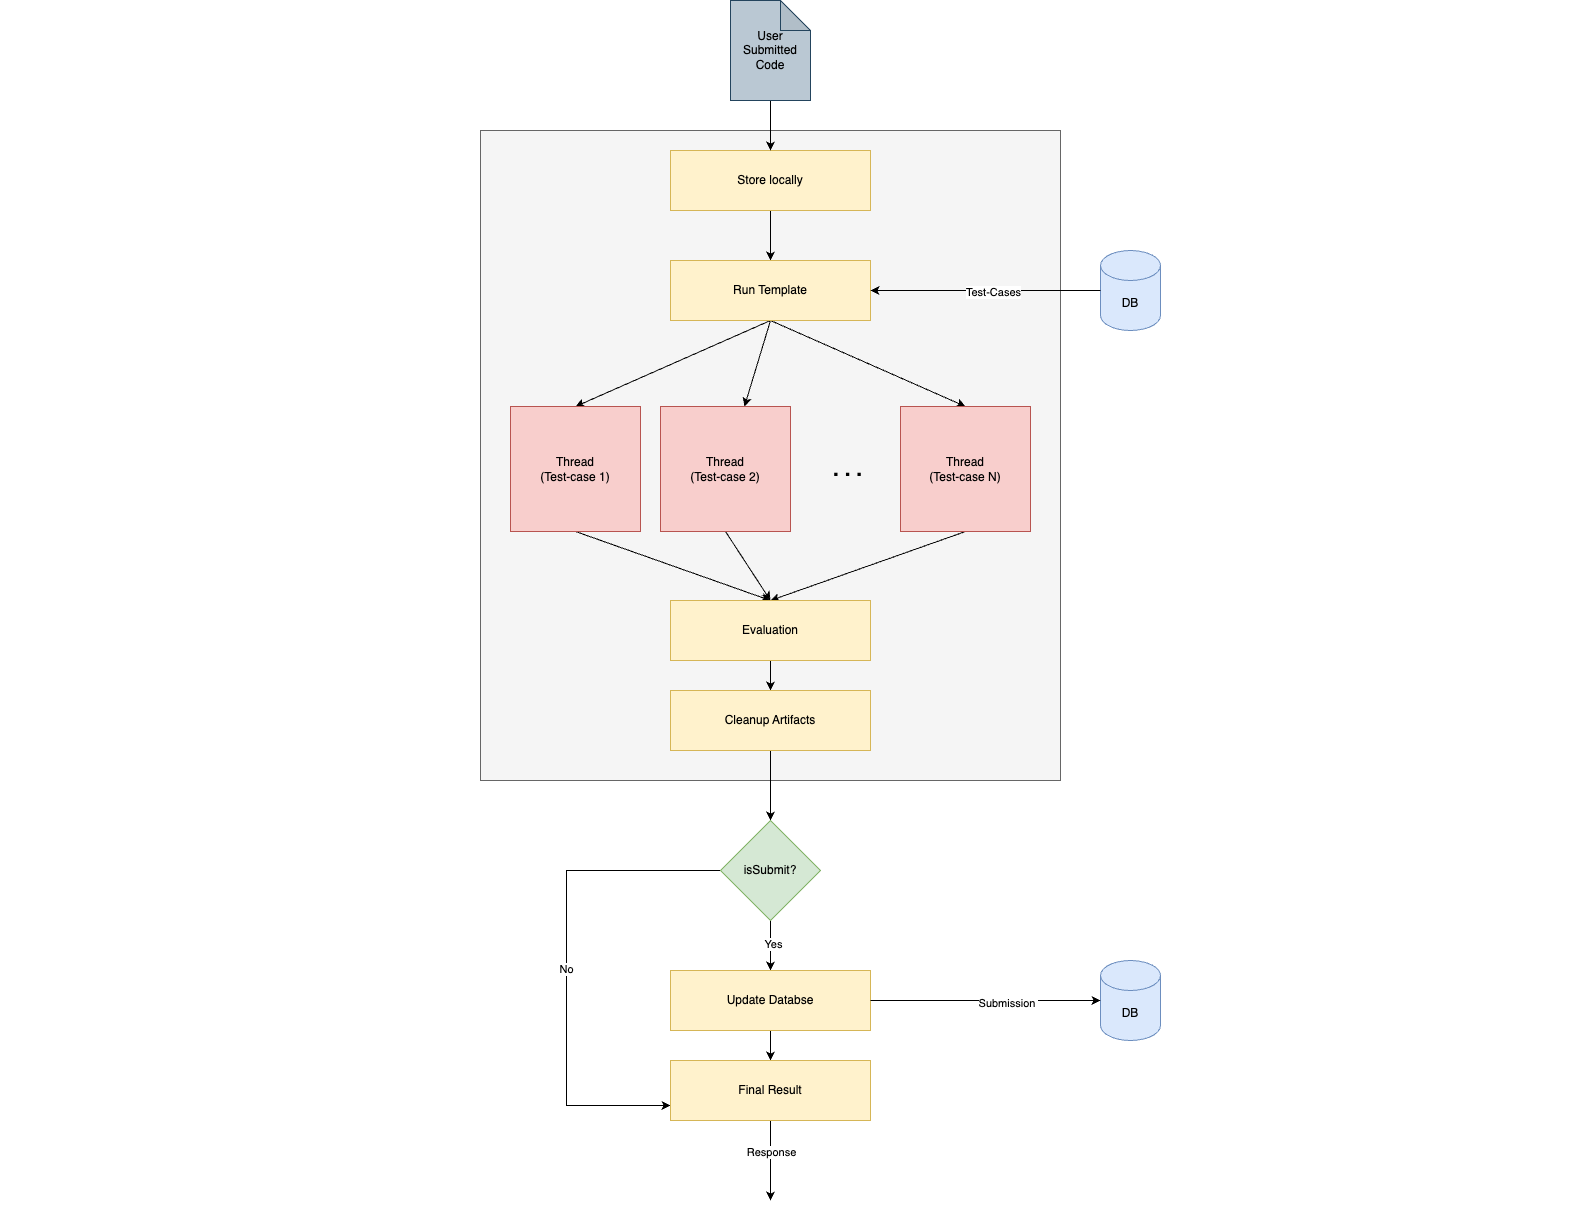 User
Submitted
Code
Store locally
Run Template
Test-Cases
DB
Thread
(Test-case 1)
Thread
(Test-case 2)
...
Thread
(Test-case N)
Evaluation
Cleanup Artifacts
isSubmit?
Yes
No
Update Databse
Submission
DB
Final Result
Response